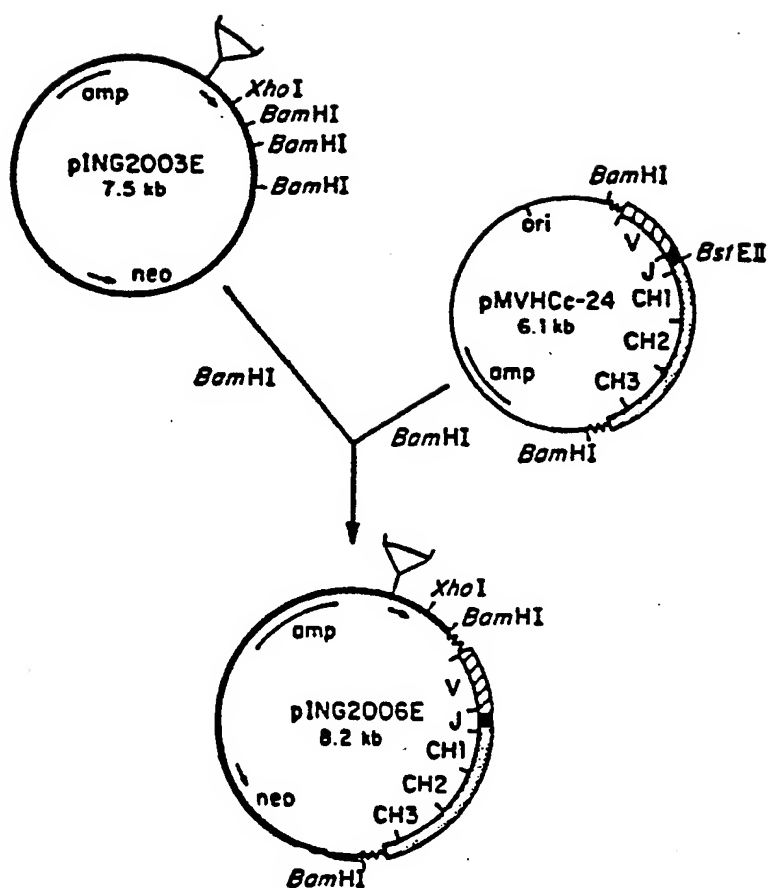 amp
XhoI
BamHI
BamHI
BamHI
pING2003E
7.5 kb
neo
BamHI
ori
V
J
BstEII
pMVHCc-24
6.1 kb
CH1
CH2
CH3
amp
BamHI
BamHI
BamHI
XhoI
BamHI
amp
V
J
pING2006E
8.2 kb
CH1
CH2
CH3
neo
BamHI